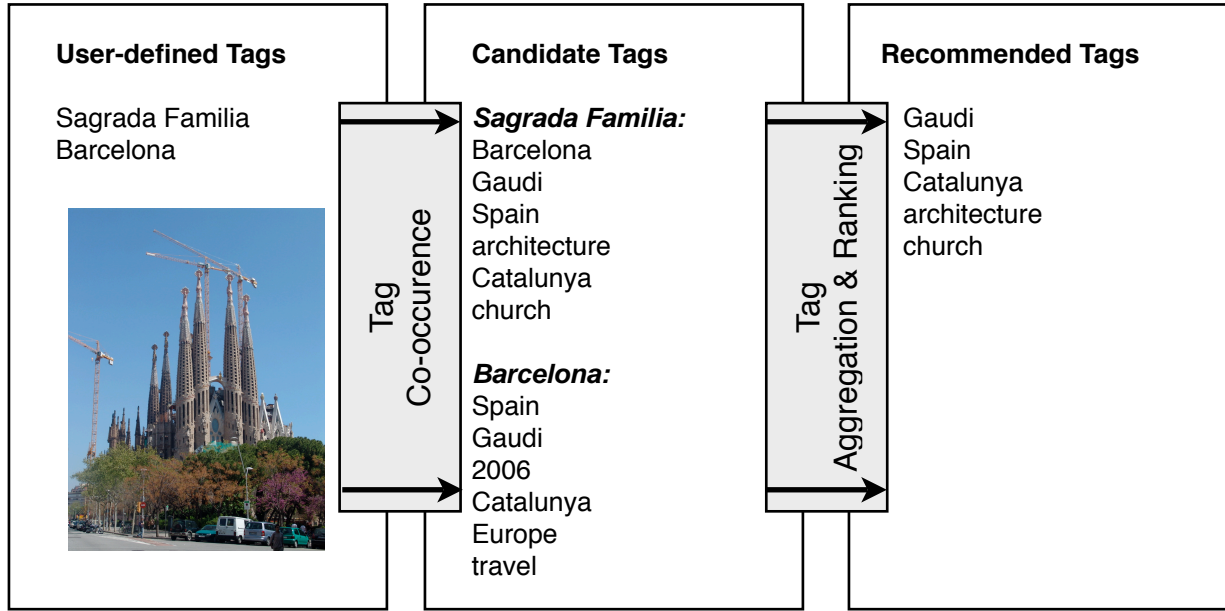 User-defined Tags
Sagrada Familia
Barcelona
Tag
Co-occurence
Candidate Tags
Sagrada Familia:
Barcelona
Gaudi
Spain
architecture
Catalunya
church
Barcelona:
Spain
Gaudi
2006
Catalunya
Europe
travel
Tag
Aggregation & Ranking
Recommended Tags
Gaudi
Spain
Catalunya
architecture
church